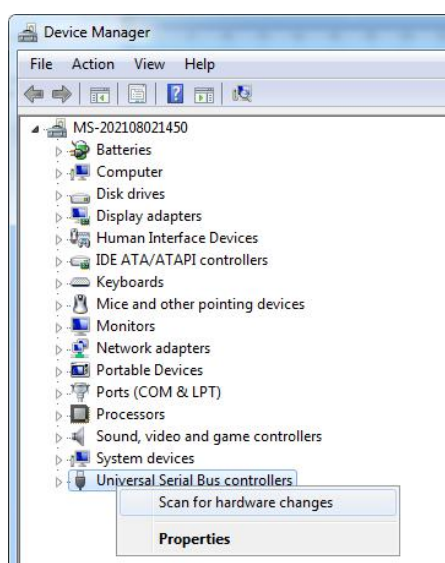 Device Manager
File Action View Help
MS-202108021450
Batteries
Computer
Disk drives
Display adapters
Human Interface Devices
IDE ATA/ATAPI controllers
Keyboards
Mice and other pointing devices
Monitors
Network adapters
Portable Devices
Ports (COM & LPT)
Processors
Sound, video and game controllers
System devices
Universal Serial Bus controllers
Scan for hardware changes
Properties